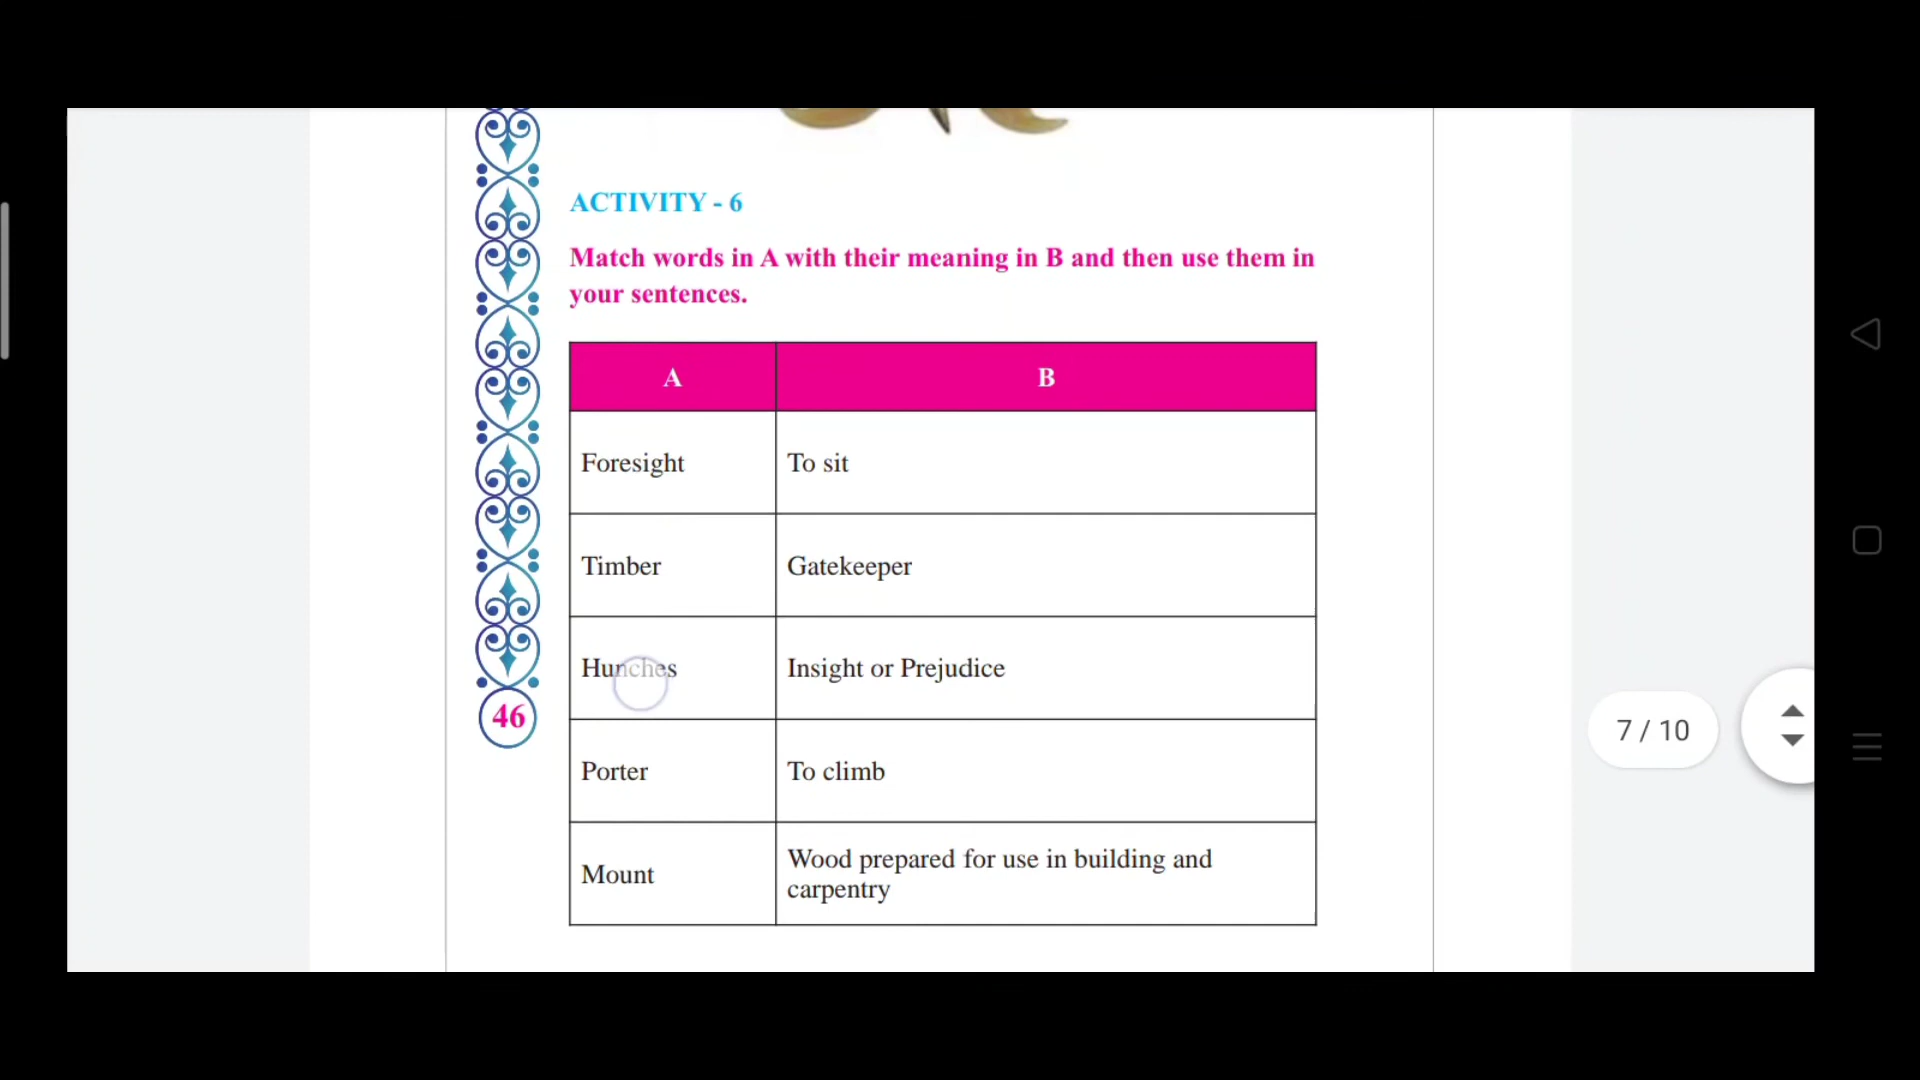 ACTIVITY - 6
Match words in A with their meaning in B and then use them in
your sentences.
A B
Foresight To sit
Timber Gatekeeper
Hunches Insight or Prejudice
Porter To climb
Mount Wood prepared for use in building and
carpentry
46
7 / 10